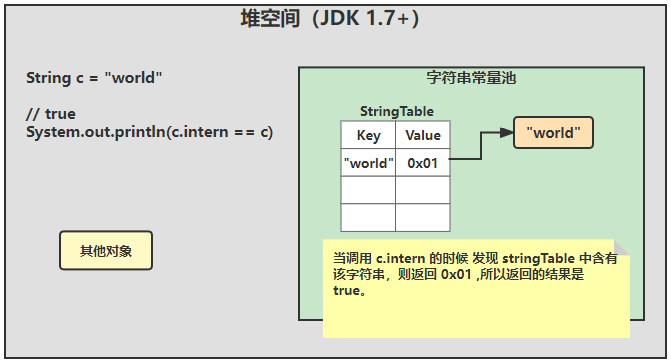 堆空间（JDK 1.7+）
String c = "world"
// true
System.out.println(c.intern == c)
字符串常量池
StringTable
Key Value
"world" 0x01
"world"
其他对象
当调用 c.intern 的时候 发现 stringTable 中含有
该字符串，则返回 0x01 ,所以返回的结果是
true。